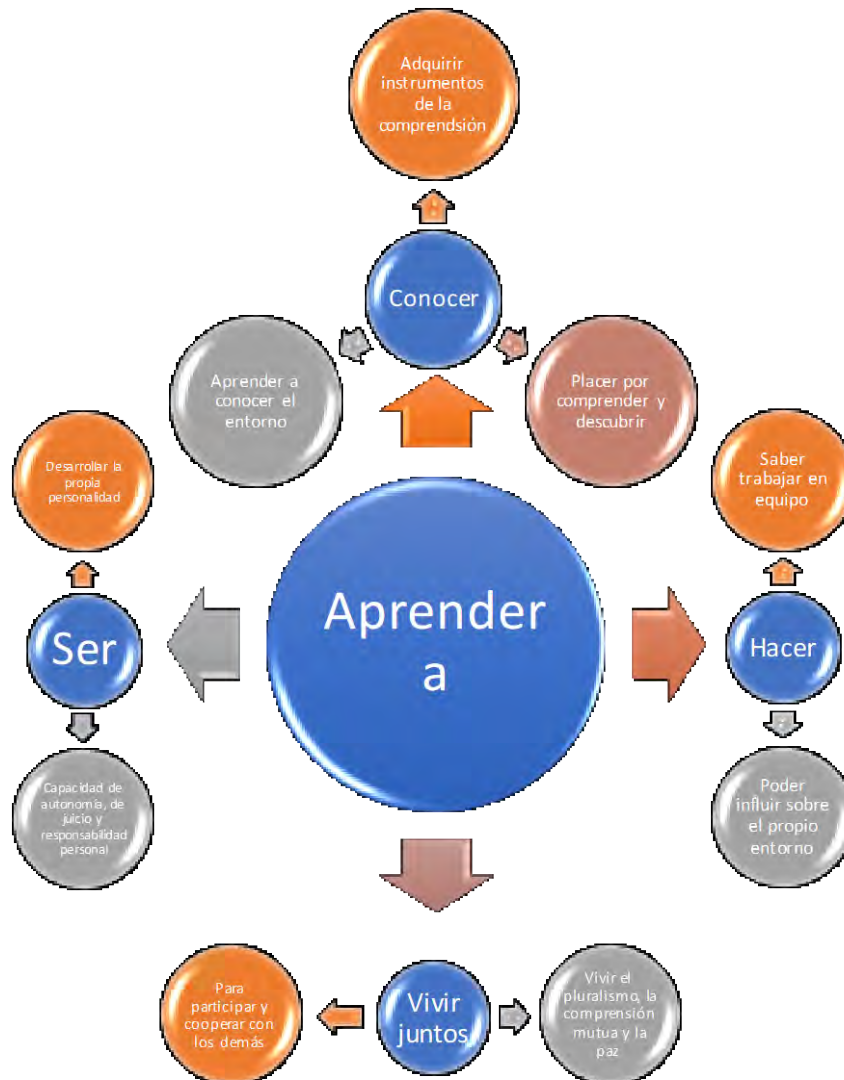 Adquirir
instrumentos
de la
comprendsión
Conocer
Aprender a
conocer el
entorno
Placer por
comprender y
descubrir
Desarrollar la
propia
personalidad
Saber
trabajar en
equipo
Aprender
a
Ser
Hacer
Capacidad de
autonomía, de
juicio y
responsabilidad
personal
Poder
influir sobre
el propio
entorno
Para
participar y
cooperar con
los demás
Vivir
juntos
Vivir el
pluralismo, la
comprensión
mutua y la
paz